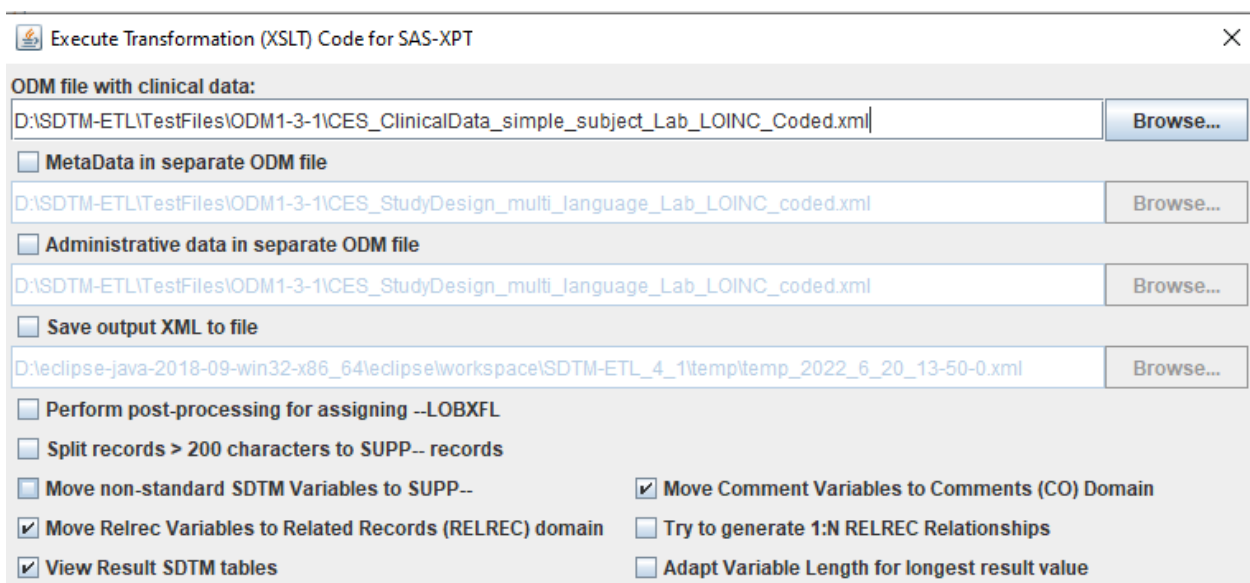 Execute Transformation (XSLT) Code for SAS-XPT
ODM file with clinical data:
D:\SDTM-ETL\TestFiles\ODM1-3-1\CES_ClinicalData_simple_subject_Lab_LOINC_Coded.xml Browse...
MetaData in separate ODM file
D:\SDTM-ETL\TestFiles\ODM1-3-1\CES_StudyDesign_multi_language_Lab_LOINC_coded.xml Browse...
Administrative data in separate ODM file
D:\SDTM-ETL\TestFiles\ODM1-3-1\CES_StudyDesign_multi_language_Lab_LOINC_coded.xml Browse...
Save output XML to file
D:\eclipse-java-2018-09-win32-x86_64\eclipse\workspace\SDTM-ETL_4_1\temp\temp_2022_6_20_13-50-0.xml Browse...
Perform post-processing for assigning --LOBXFL
Split records > 200 characters to SUPP-- records
Move non-standard SDTM Variables to SUPP-- Move Comment Variables to Comments (CO) Domain
Move Relrec Variables to Related Records (RELREC) domain Try to generate 1:N RELREC Relationships
View Result SDTM tables Adapt Variable Length for longest result value